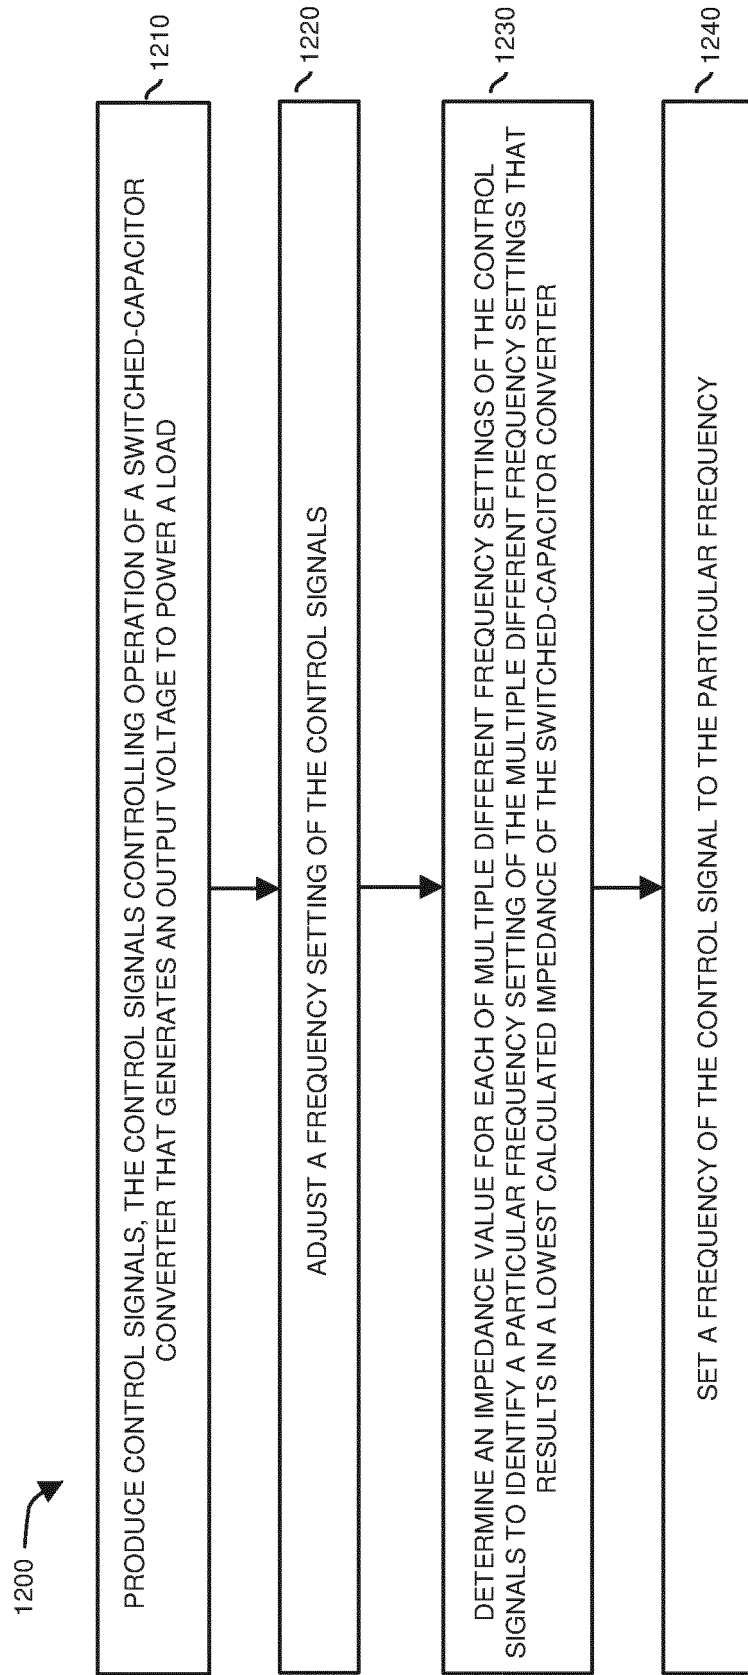 1200
PRODUCE CONTROL SIGNALS, THE CONTROL SIGNALS CONTROLLING OPERATION OF A SWITCHED-CAPACITOR
CONVERTER THAT GENERATES AN OUTPUT VOLTAGE TO POWER A LOAD
1210
ADJUST A FREQUENCY SETTING OF THE CONTROL SIGNALS
1220
DETERMINE AN IMPEDANCE VALUE FOR EACH OF MULTIPLE DIFFERENT FREQUENCY SETTINGS OF THE CONTROL
SIGNALS TO IDENTIFY A PARTICULAR FREQUENCY SETTING OF THE MULTIPLE DIFFERENT FREQUENCY SETTINGS THAT
RESULTS IN A LOWEST CALCULATED IMPEDANCE OF THE SWITCHED-CAPACITOR CONVERTER
1230
SET A FREQUENCY OF THE CONTROL SIGNAL TO THE PARTICULAR FREQUENCY
1240